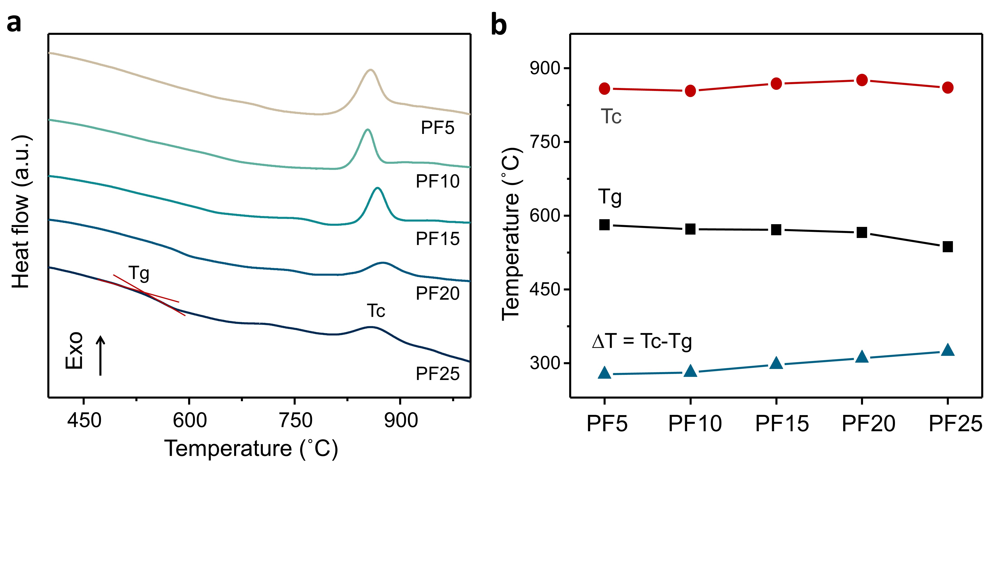 a
Heat flow (a.u.)
PF5
PF10
PF15
PF20
PF25
Tg
Tc
Exo
450
600
750
900
Temperature (˚C)
b
Temperature (˚C)
900
750
600
450
300
Tc
Tg
ΔT = Tc-Tg
PF5
PF10
PF15
PF20
PF25